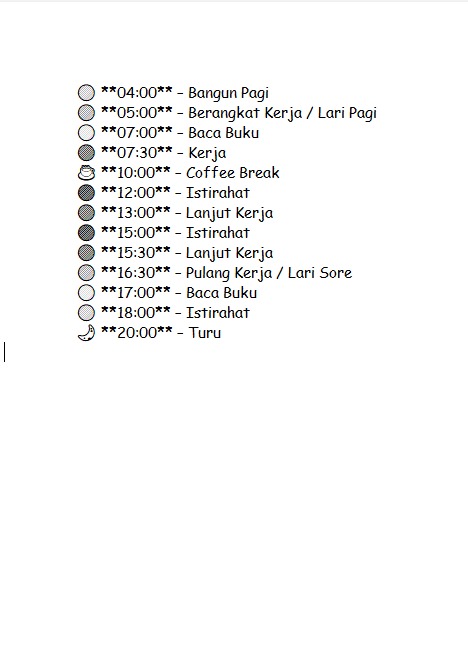 **04:00** – Bangun Pagi
**05:00** – Berangkat Kerja / Lari Pagi
**07:00** – Baca Buku
**07:30** – Kerja
**10:00** – Coffee Break
**12:00** – Istirahat
**13:00** – Lanjut Kerja
**15:00** – Istirahat
**15:30** – Lanjut Kerja
**16:30** – Pulang Kerja / Lari Sore
**17:00** – Baca Buku
**18:00** – Istirahat
**20:00** – Turu